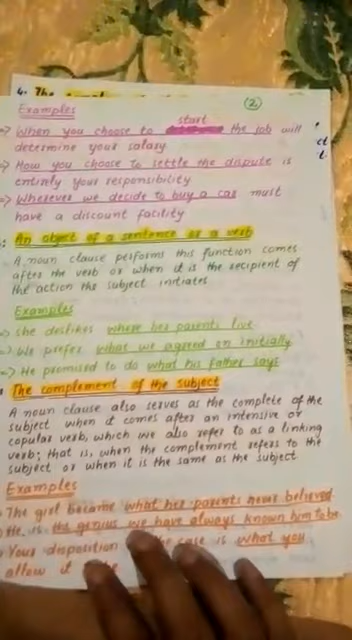 (2)
Examples
start
-> When you choose to the job will
determine your salary
-> How you choose to settle the dispute is
entirely your responsibility
-> Wherever we decide to buy a car must
have a discount facility
: An object of a sentence or a verb
A noun clause performs this function comes
after the verb or when it is the recipient of
the action the subject initiates
Examples
-> She deslikes where her parents live
-> We prefer what we agreed on initially
-> He promised to do what his father says
The complement of the subject
A noun clause also serves as the complete of the
subject when it comes after an intensive or
copular verb, which we also refer to as a linking
verb; that is, when the complement refers to the
subject or when it is the same as the subject
Examples
The girl became what her parents never believed
He is the genius we have always known him to be
Your disposition case is what you
allow it